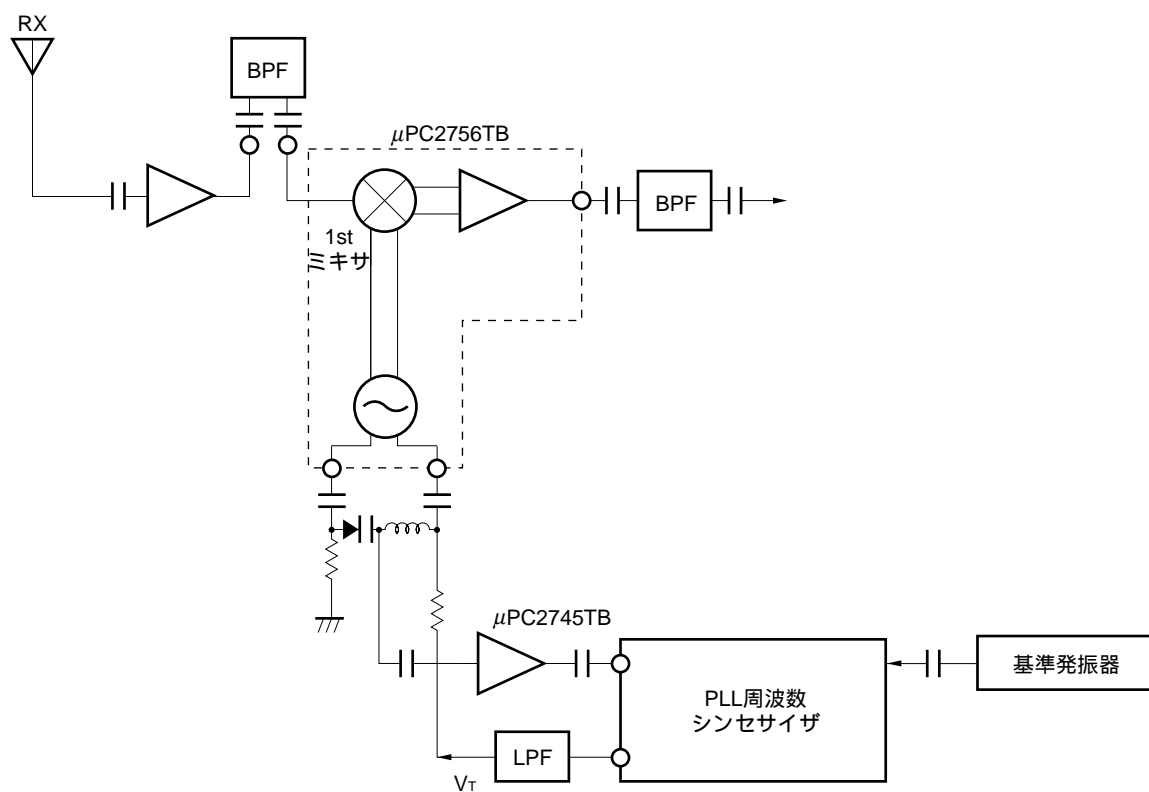 RX
BPF
μPC2756TB
BPF
1st
ミキサ
μPC2745TB
PLL周波数
シンセサイザ
基準発振器
LPF
VT